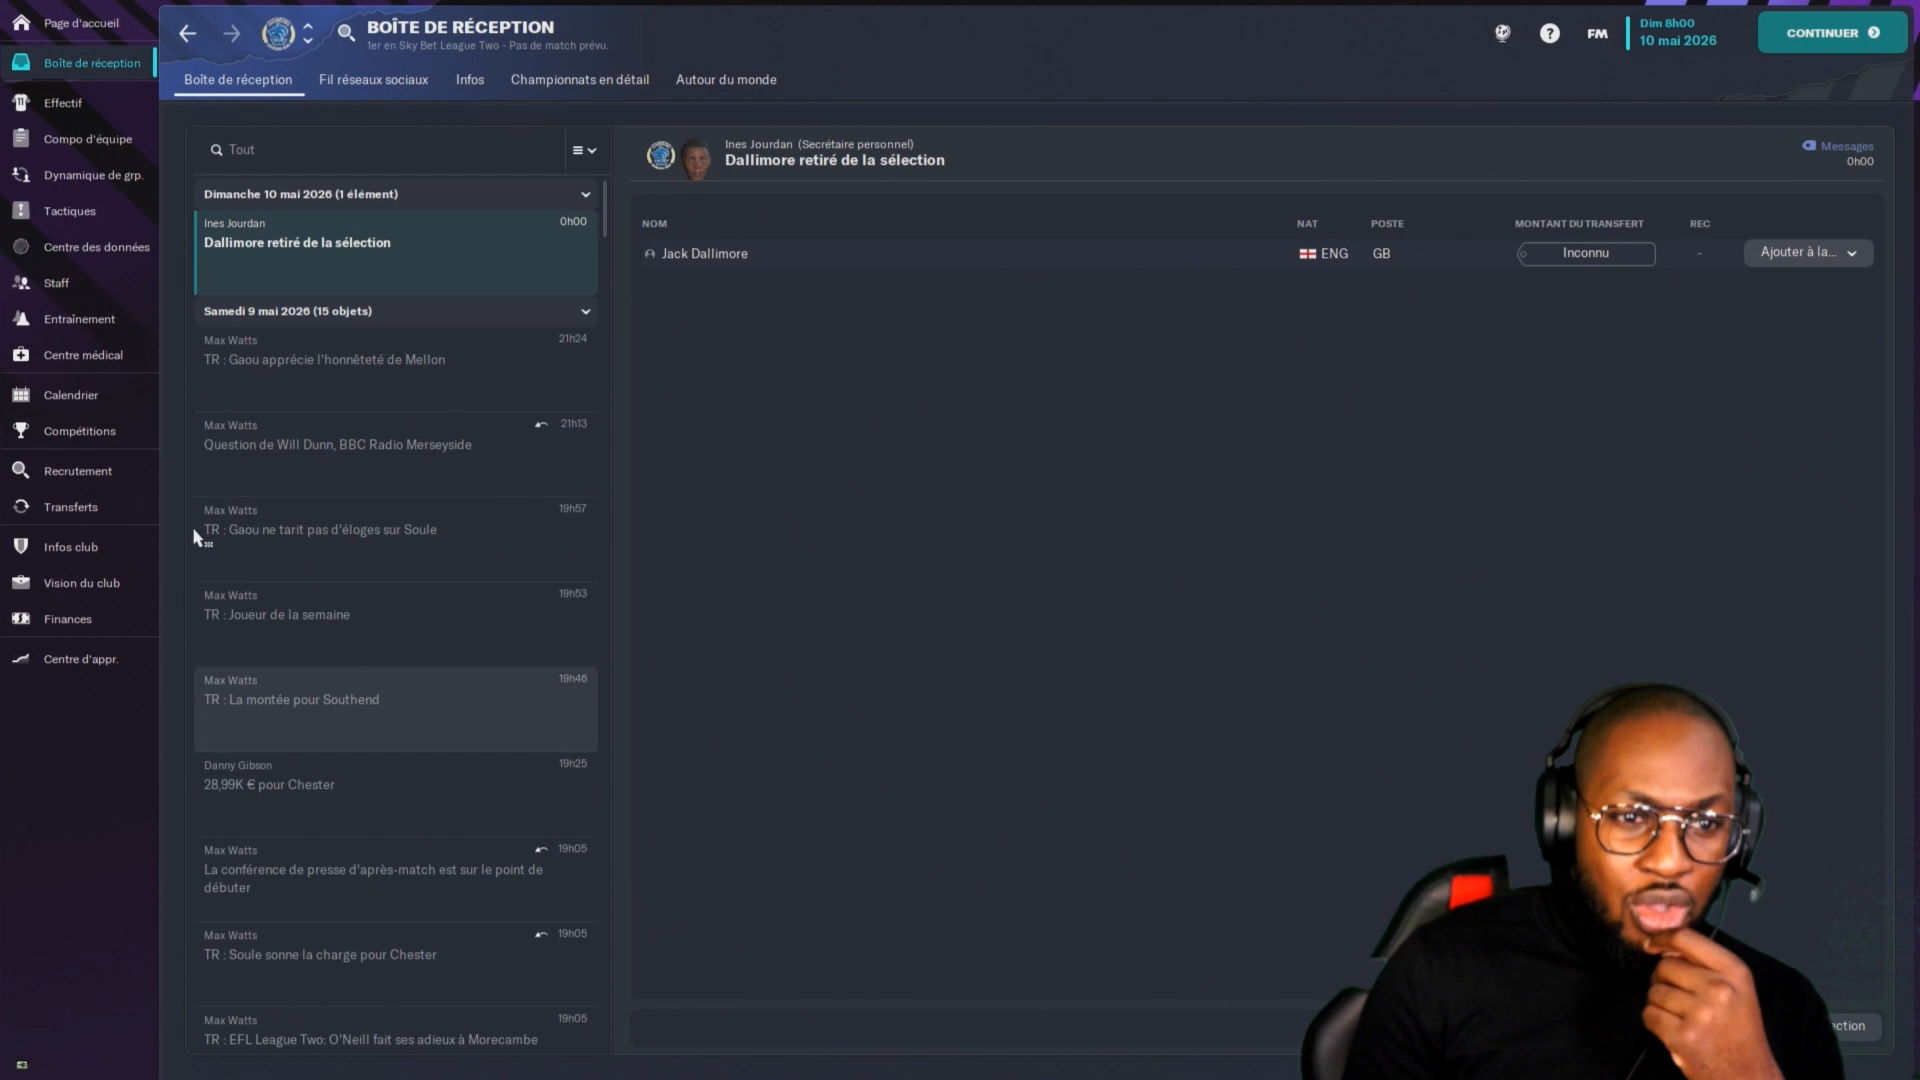 Page d'accueil
Boîte de réception
Effectif
Compo d'équipe
Dynamique de grp.
Tactiques
Centre des données
Staff
Entraînement
Centre médical
Calendrier
Compétitions
Recrutement
Transferts
Infos club
Vision du club
Finances
Centre d'appr.
BOÎTE DE RÉCEPTION
1er en Sky Bet League Two - Pas de match prévu.
FM
Dim 8h00
10 mai 2026
CONTINUER
Boîte de réception
Fil réseaux sociaux
Infos
Championnats en détail
Autour du monde
Tout
Dimanche 10 mai 2026 (1 élément)
Ines Jourdan 0h00
Dallimore retiré de la sélection
Samedi 9 mai 2026 (15 objets)
Max Watts 21h24
TR : Gaou apprécie l'honnêteté de Mellon
Max Watts 21h13
Question de Will Dunn, BBC Radio Merseyside
Max Watts 19h57
TR : Gaou ne tarit pas d'éloges sur Soule
Max Watts 19h53
TR : Joueur de la semaine
Max Watts 19h46
TR : La montée pour Southend
Danny Gibson 19h25
28,99K € pour Chester
Max Watts 19h05
La conférence de presse d'après-match est sur le point de
débuter
Max Watts 19h05
TR : Soule sonne la charge pour Chester
Max Watts 19h05
TR : EFL League Two: O'Neill fait ses adieux à Morecambe
Ines Jourdan (Secrétaire personnel)
Dallimore retiré de la sélection
Messages
0h00
NOM NAT POSTE MONTANT DU TRANSFERT REC
Jack Dallimore ENG GB Inconnu - Ajouter à la...
ection